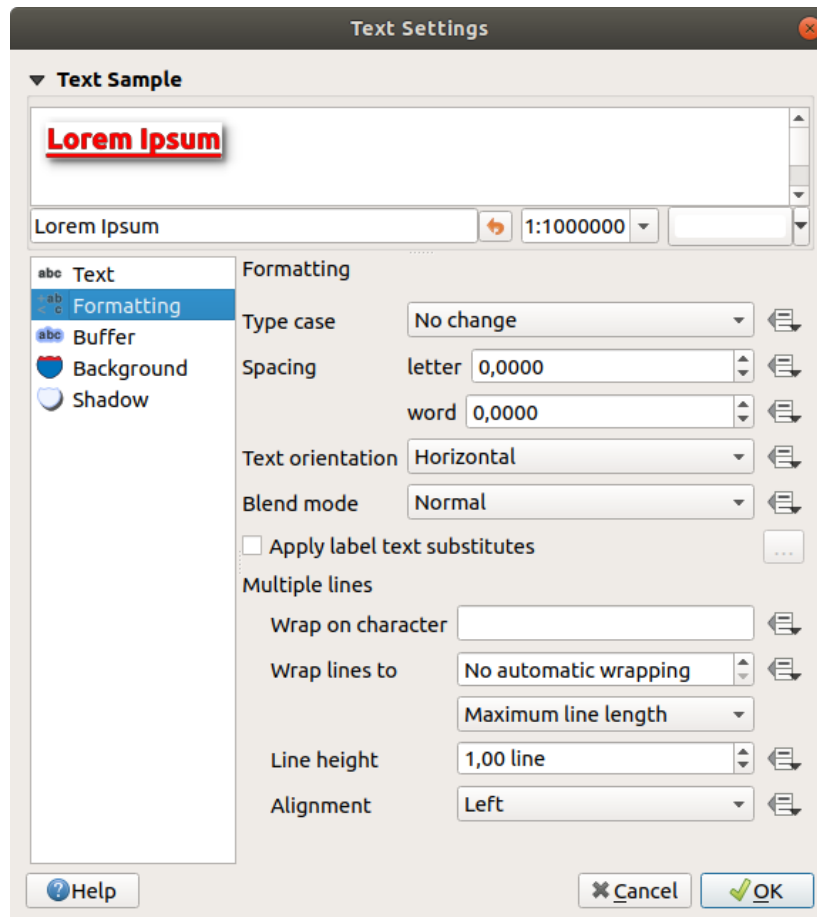 Text Settings
Text Sample
Lorem Ipsum
Lorem Ipsum 1:1000000
abc Text
Formatting
abc Buffer
Background
Shadow
Formatting
Type case No change
Spacing letter 0,0000
word 0,0000
Text orientation Horizontal
Blend mode Normal
Apply label text substitutes ...
Multiple lines
Wrap on character
Wrap lines to No automatic wrapping
Maximum line length
Line height 1,00 line
Alignment Left
Help Cancel OK